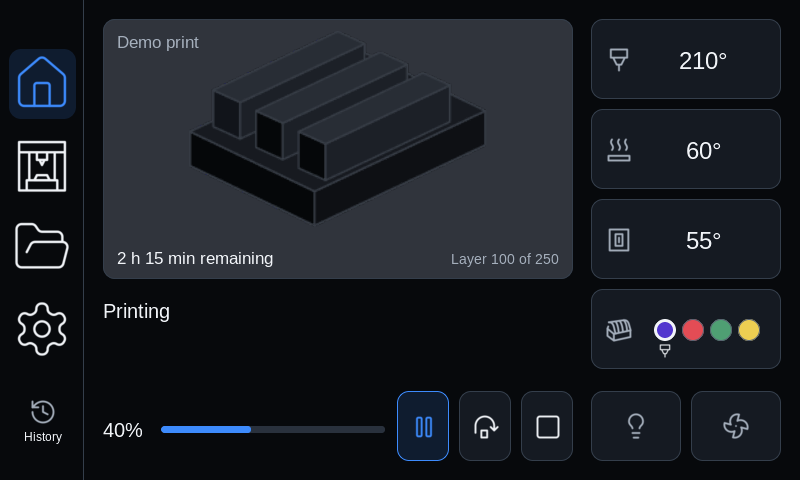 Demo print
2 h 15 min remaining
Layer 100 of 250
210°
60°
55°
Printing
40%
History